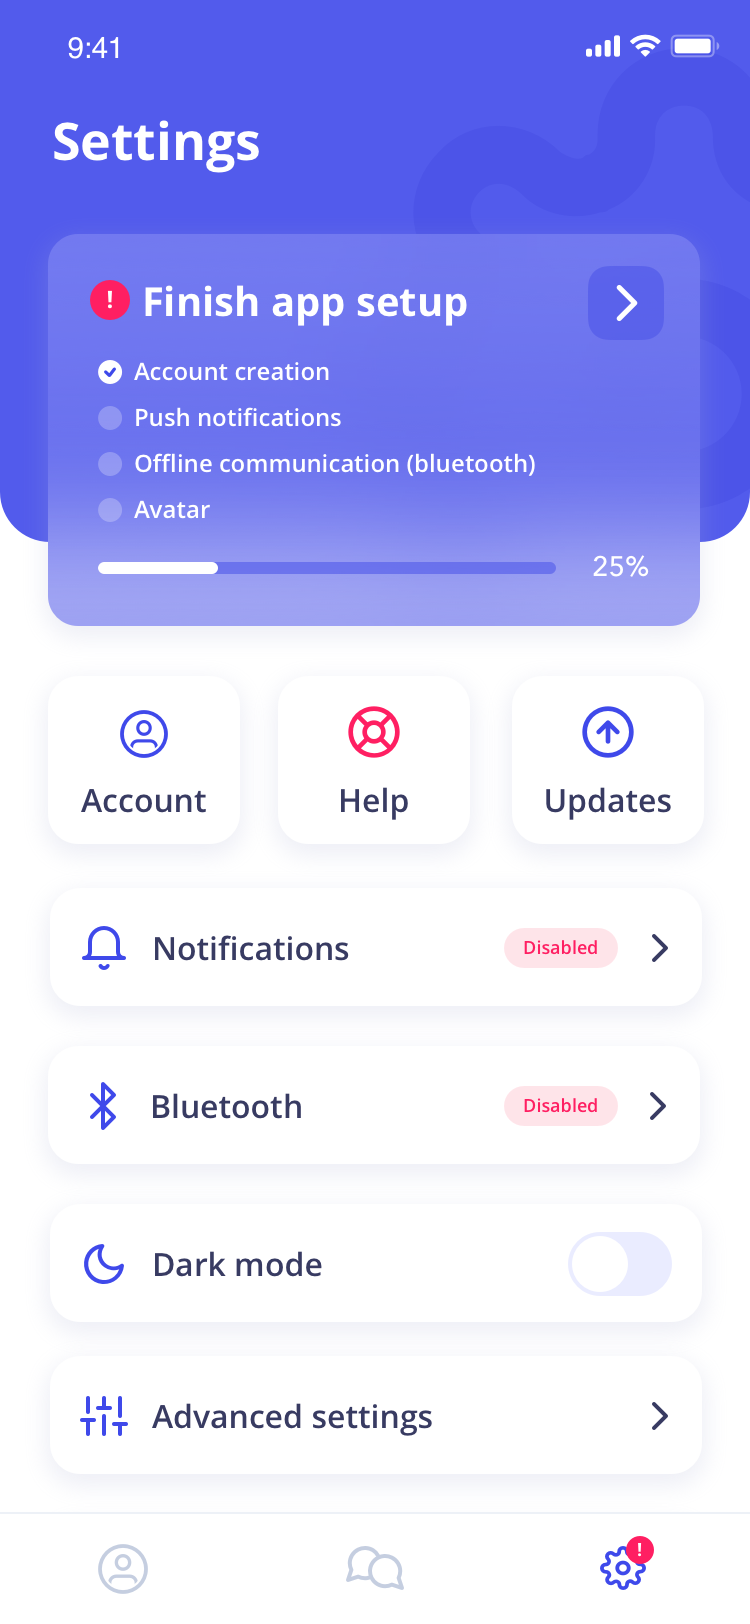 9:41
Settings
! Finish app setup
Account creation
Push notifications
Offline communication (bluetooth)
Avatar
25%
Account
Help
Updates
Notifications
Disabled
Bluetooth
Disabled
Dark mode
Advanced settings
!